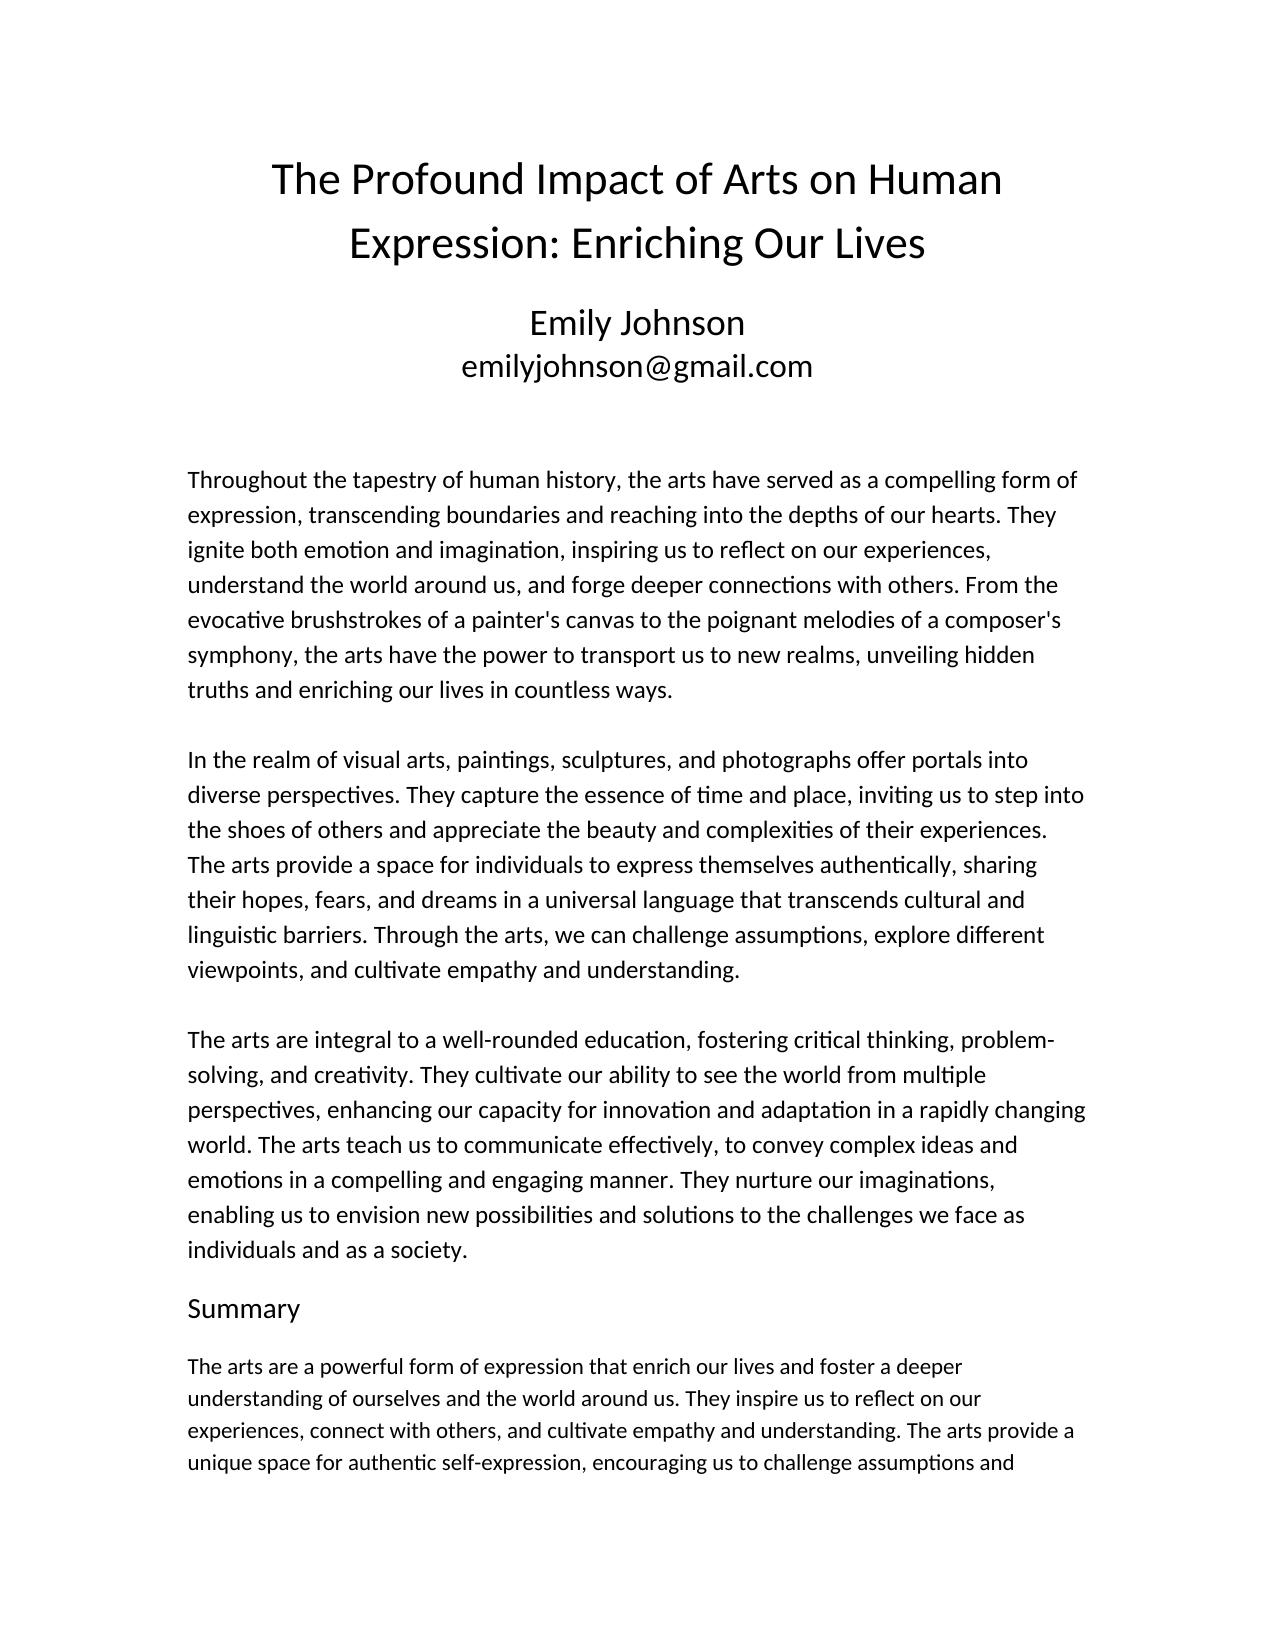 The Profound Impact of Arts on Human
Expression: Enriching Our Lives
Emily Johnson
emilyjohnson@gmail.com
Throughout the tapestry of human history, the arts have served as a compelling form of
expression, transcending boundaries and reaching into the depths of our hearts. They
ignite both emotion and imagination, inspiring us to reflect on our experiences,
understand the world around us, and forge deeper connections with others. From the
evocative brushstrokes of a painter's canvas to the poignant melodies of a composer's
symphony, the arts have the power to transport us to new realms, unveiling hidden
truths and enriching our lives in countless ways.
In the realm of visual arts, paintings, sculptures, and photographs offer portals into
diverse perspectives. They capture the essence of time and place, inviting us to step into
the shoes of others and appreciate the beauty and complexities of their experiences.
The arts provide a space for individuals to express themselves authentically, sharing
their hopes, fears, and dreams in a universal language that transcends cultural and
linguistic barriers. Through the arts, we can challenge assumptions, explore different
viewpoints, and cultivate empathy and understanding.
The arts are integral to a well-rounded education, fostering critical thinking, problem-
solving, and creativity. They cultivate our ability to see the world from multiple
perspectives, enhancing our capacity for innovation and adaptation in a rapidly changing
world. The arts teach us to communicate effectively, to convey complex ideas and
emotions in a compelling and engaging manner. They nurture our imaginations,
enabling us to envision new possibilities and solutions to the challenges we face as
individuals and as a society.
Summary
The arts are a powerful form of expression that enrich our lives and foster a deeper
understanding of ourselves and the world around us. They inspire us to reflect on our
experiences, connect with others, and cultivate empathy and understanding. The arts provide a
unique space for authentic self-expression, encouraging us to challenge assumptions and